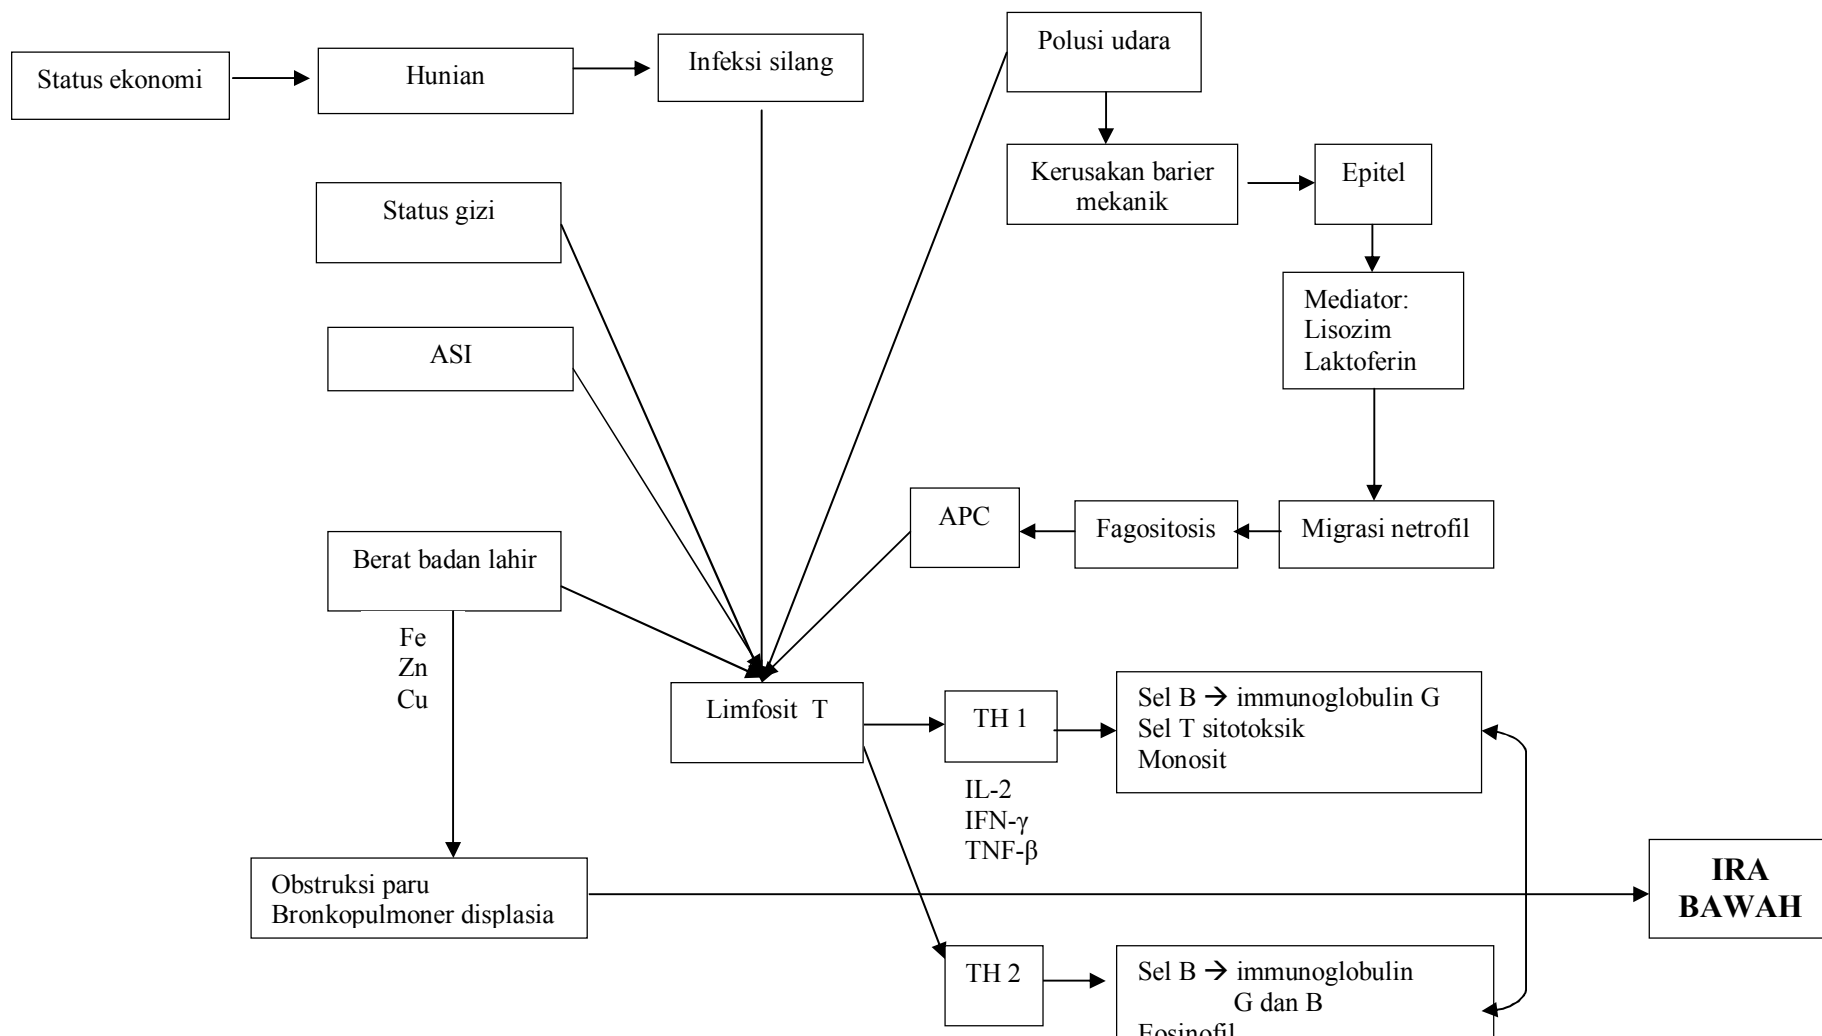 Status ekonomi
Hunian
Infeksi silang
Polusi udara
Kerusakan barier
mekanik
Epitel
Status gizi
Mediator:
Lisozim
Laktoferin
ASI
APC
Fagositosis
Migrasi netrofil
Berat badan lahir
Fe
Zn
Cu
Limfosit T
TH 1
Sel B → immunoglobulin G
Sel T sitotoksik
Monosit
IL-2
IFN-γ
TNF-β
Obstruksi paru
Bronkopulmoner displasia
IRA
BAWAH
TH 2
Sel B → immunoglobulin
G dan B
Eosinofil